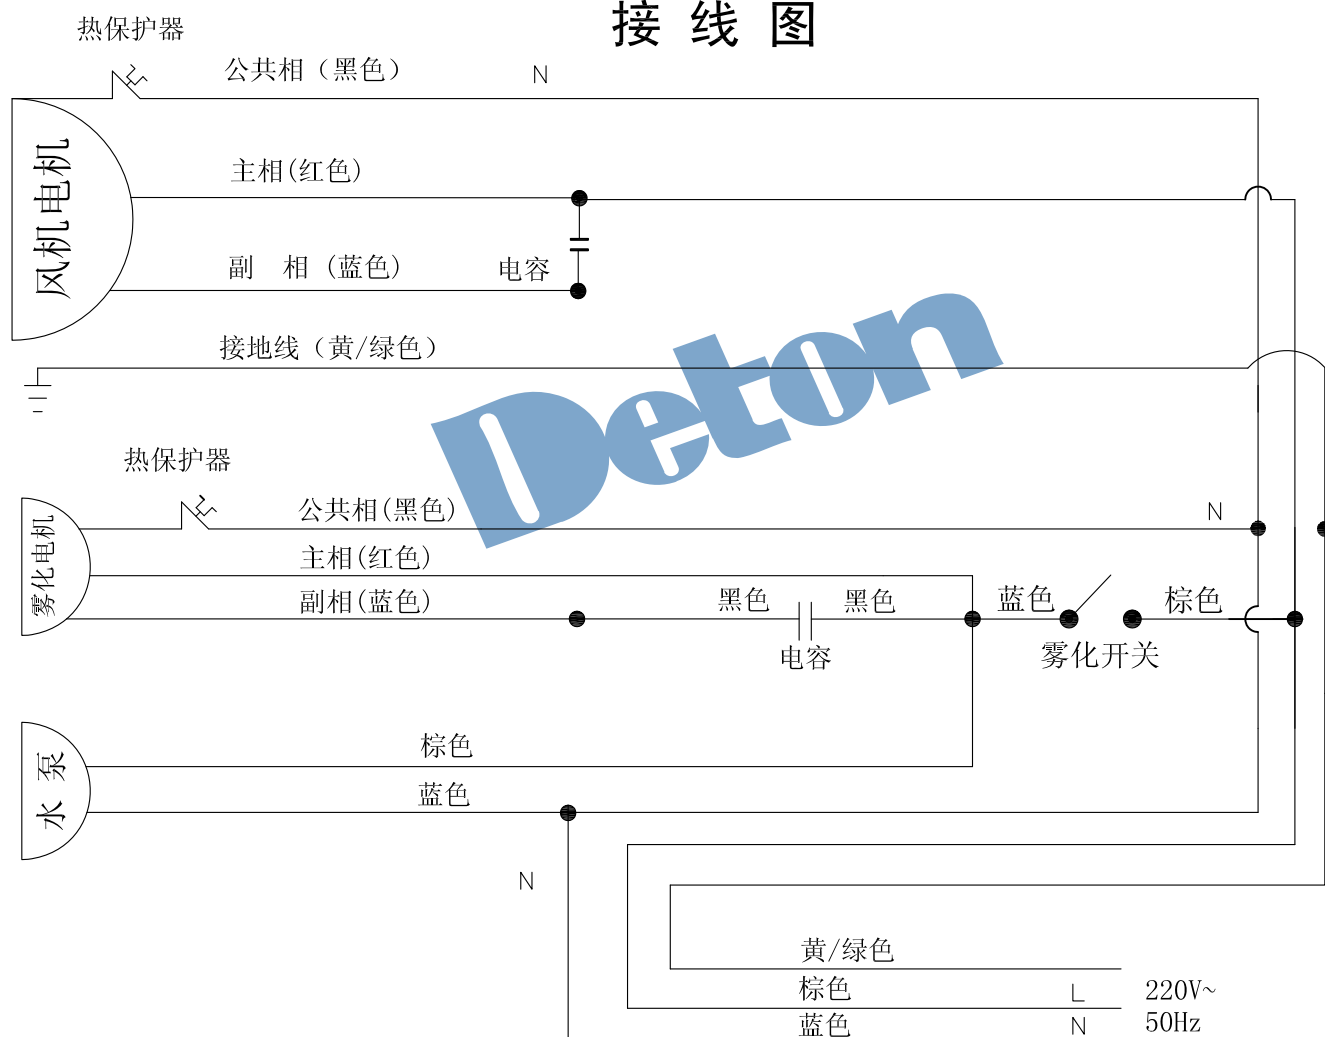 接线图
热保护器
公共相（黑色）
N
主相(红色)
风机电机
副 相 (蓝色)
电容
接地线（黄/绿色）
Deton
热保护器
公共相(黑色)
N
雾化电机
主相(红色)
副相(蓝色)
黑色
黑色
蓝色
棕色
电容
雾化开关
水泵
棕色
蓝色
N
黄/绿色
棕色
L
220V~
蓝色
N
50Hz